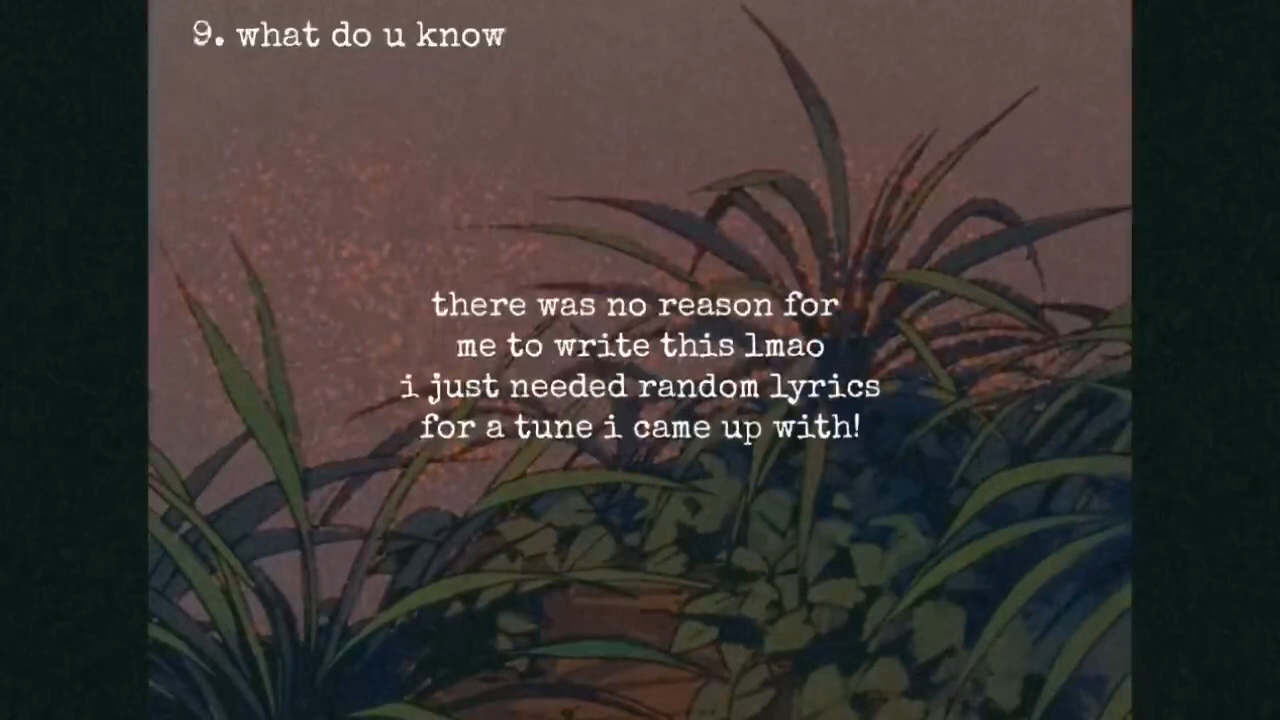 9. what do u know
there was no reason for
me to write this lmao
i just needed random lyrics
for a tune i came up with!